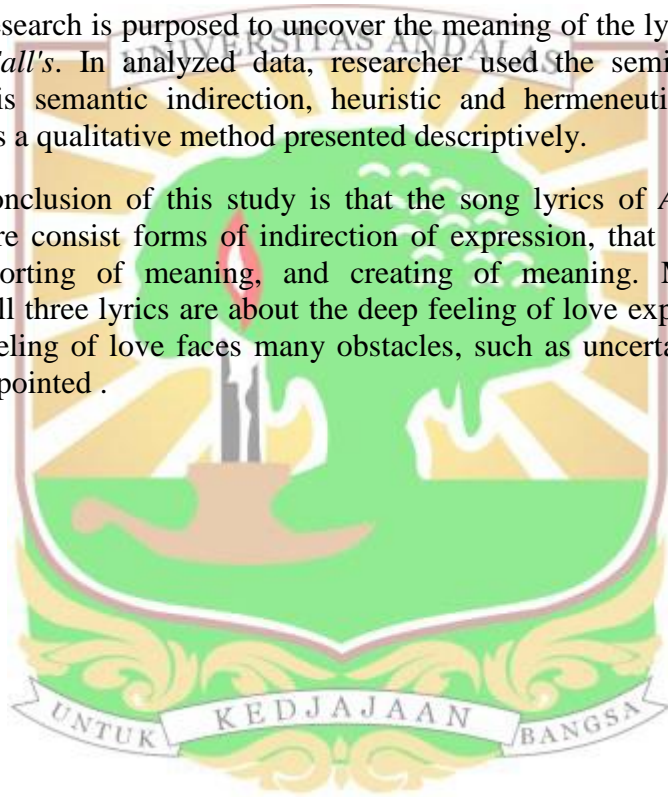 search is purposed to uncover the meaning of the ly
all's. In analyzed data, researcher used the semi
is semantic indirection, heuristic and hermeneuti
s a qualitative method presented descriptively.
onclusion of this study is that the song lyrics of A
re consist forms of indirection of expression, that
orting of meaning, and creating of meaning. M
ll three lyrics are about the deep feeling of love exp
eling of love faces many obstacles, such as uncerta
pointed .
UNIVERSITAS ANDALAS
UNTUK KEDJAJAAN BANGSA